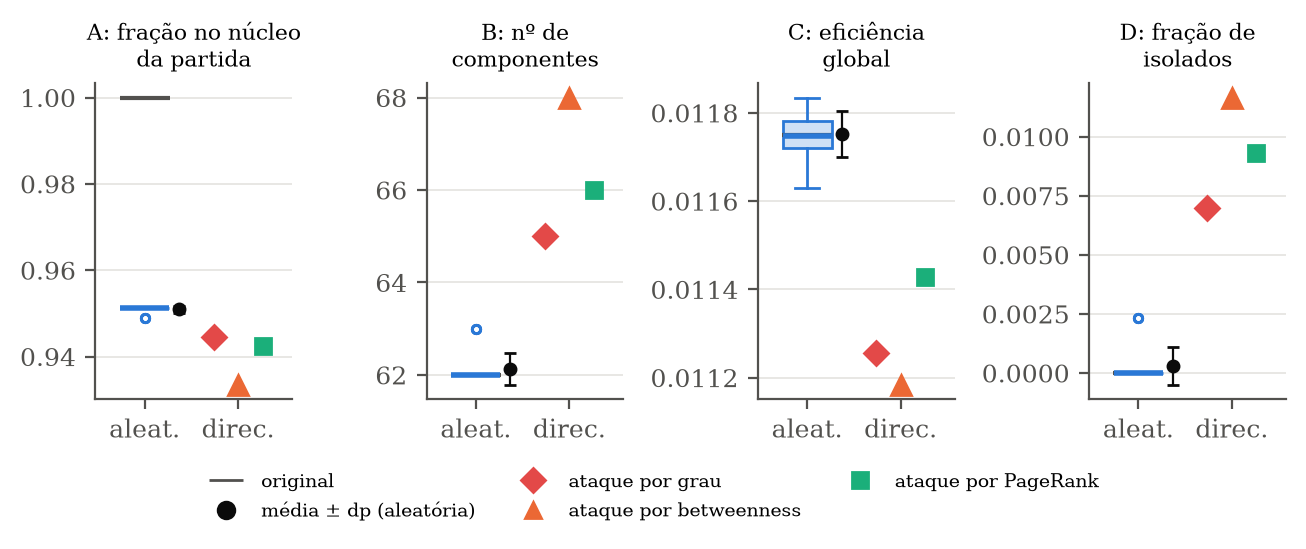 A: fração no núcleo
da partida
1.00
0.98
0.96
0.94
aleat.
direc.
B: nº de
componentes
68
66
64
62
aleat.
direc.
C: eficiência
global
0.0118
0.0116
0.0114
0.0112
aleat.
direc.
D: fração de
isolados
0.0100
0.0075
0.0050
0.0025
0.0000
aleat.
direc.
original
média ± dp (aleatória)
ataque por grau
ataque por betweenness
ataque por PageRank